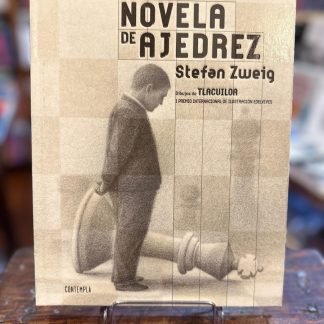 NOVELA
DE AJEDREZ
Stefan Zweig
Dibujos de TLACUILOR
I PREMIO INTERNACIONAL DE ILUSTRACIÓN EDELVIVES
CONTEMPLA